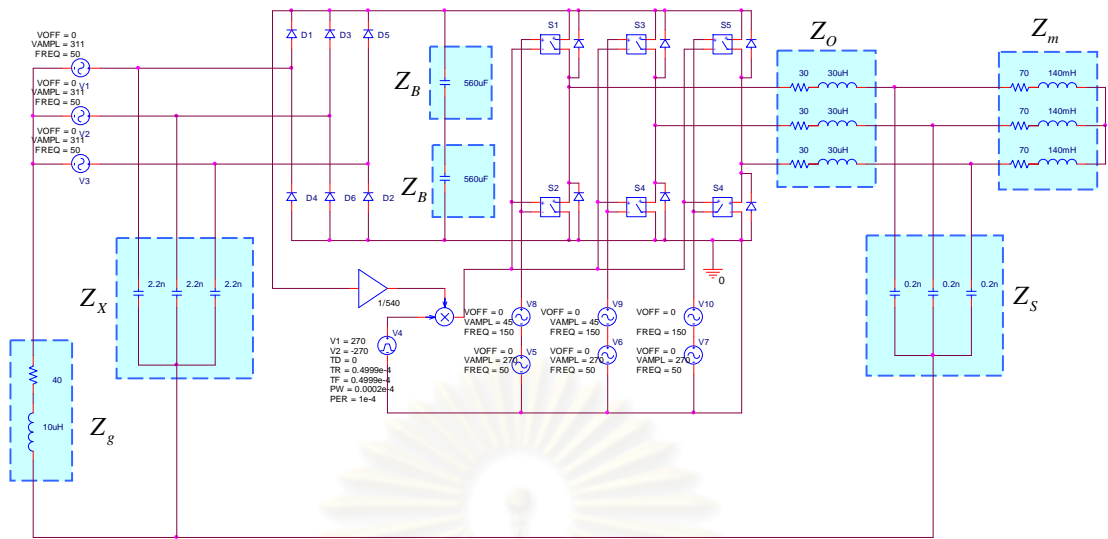 VOFF = 0
VAMPL = 311
FREQ = 50
V1
VOFF = 0
VAMPL = 311
FREQ = 50
V2
VOFF = 0
VAMPL = 311
FREQ = 50
V3
D1
D3
D5
D4
D6
D2
Z_B
560uF
Z_B
560uF
S1
S3
S5
S2
S4
S4
Z_O
30
30uH
30
30uH
30
30uH
Z_m
70
140mH
70
140mH
70
140mH
Z_X
2.2n
2.2n
2.2n
Z_g
40
10uH
1/540
V4
V1 = 270
V2 = -270
TD = 0
TR = 0.4999e-4
TF = 0.4999e-4
PW = 0.0002e-4
PER = 1e-4
V8
VOFF = 0
VAMPL = 45
FREQ = 150
V5
VOFF = 0
VAMPL = 270
FREQ = 50
V9
VOFF = 0
VAMPL = 45
FREQ = 150
V6
VOFF = 0
VAMPL = 270
FREQ = 50
V10
VOFF = 0
FREQ = 150
V7
VOFF = 0
VAMPL = 270
FREQ = 50
0
0.2n
0.2n
0.2n
Z_S